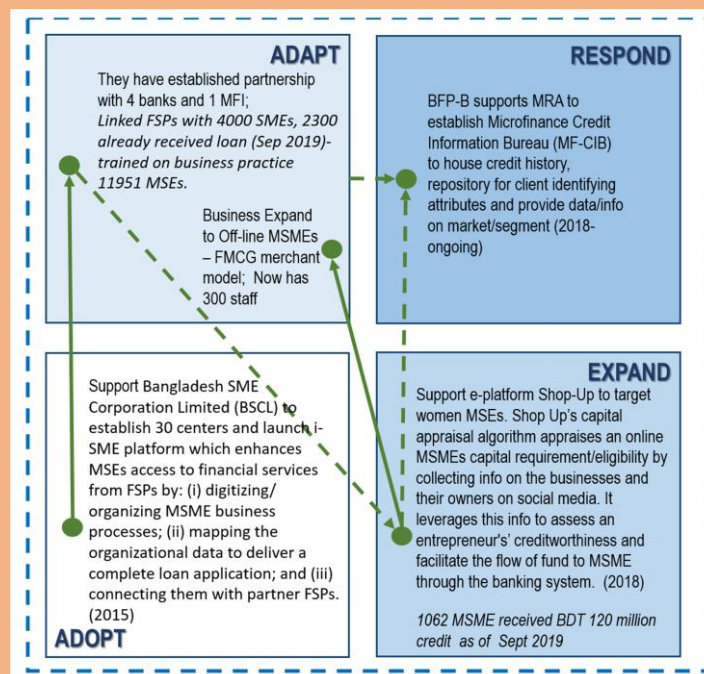 ADAPT
They have established partnership
with 4 banks and 1 MFI;
Linked FSPs with 4000 SMEs, 2300
already received loan (Sep 2019)-
trained on business practice
11951 MSEs.
Business Expand
to Off-line MSMEs
– FMCG merchant
model; Now has
300 staff
RESPOND
BFP-B supports MRA to
establish Microfinance Credit
Information Bureau (MF-CIB)
to house credit history,
repository for client identifying
attributes and provide data/info
on market/segment (2018-
ongoing)
Support Bangladesh SME
Corporation Limited (BSCL) to
establish 30 centers and launch i-
SME platform which enhances
MSEs access to financial services
from FSPs by: (i) digitizing/
organizing MSME business
processes; (ii) mapping the
organizational data to deliver a
complete loan application; and (iii)
connecting them with partner FSPs.
(2015)
ADOPT
EXPAND
Support e-platform Shop-Up to target
women MSEs. Shop Up's capital
appraisal algorithm appraises an online
MSMEs capital requirement/eligibility by
collecting info on the businesses and
their owners on social media. It
leverages this info to assess an
entrepreneur's' creditworthiness and
facilitate the flow of fund to MSME
through the banking system. (2018)
1062 MSME received BDT 120 million
credit as of Sept 2019